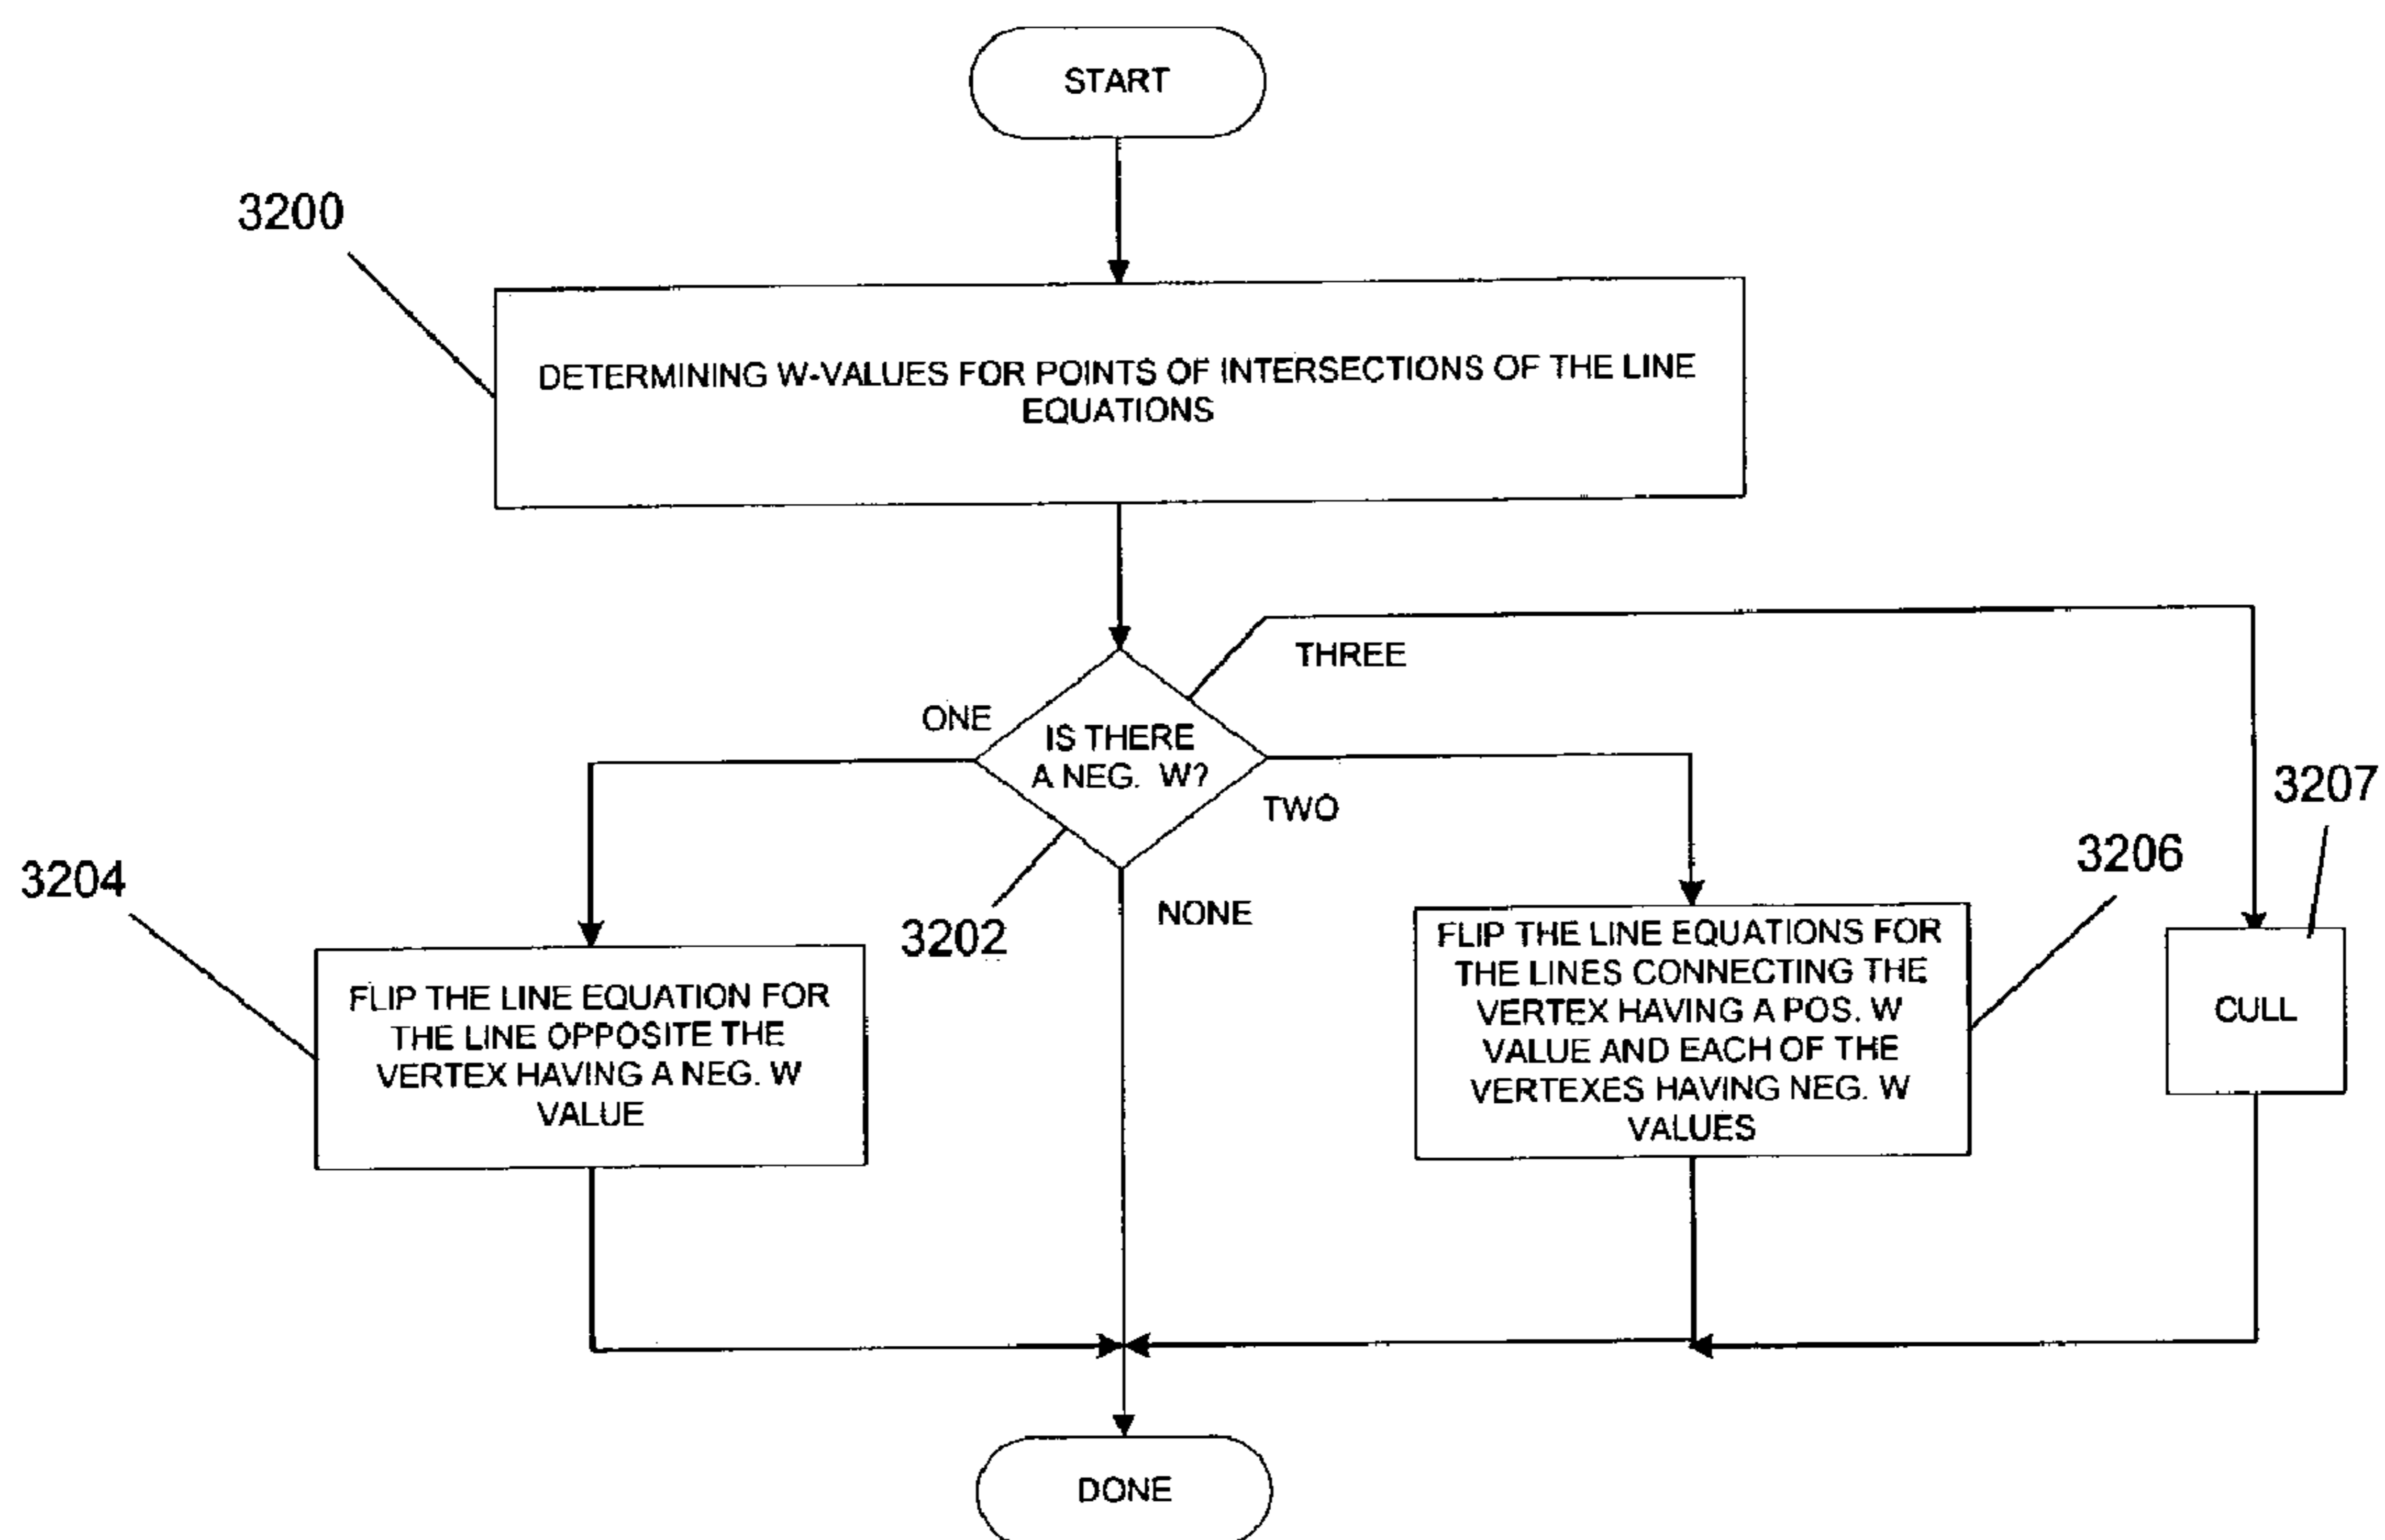 START
3200
DETERMINING W-VALUES FOR POINTS OF INTERSECTIONS OF THE LINE
EQUATIONS
THREE
ONE
IS THERE
A NEG. W?
TWO
3207
3206
3204
3202
NONE
FLIP THE LINE EQUATION FOR
THE LINE OPPOSITE THE
VERTEX HAVING A NEG. W
VALUE
FLIP THE LINE EQUATIONS FOR
THE LINES CONNECTING THE
VERTEX HAVING A POS. W
VALUE AND EACH OF THE
VERTEXES HAVING NEG. W
VALUES
CULL
DONE